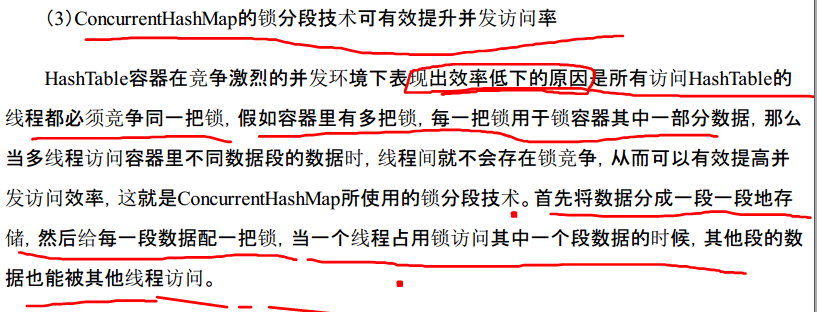 （3）ConcurrentHashMap的锁分段技术可有效提升并发访问率
HashTable容器在竞争激烈的并发环境下表现出效率低下的原因是所有访问HashTable的
线程都必须竞争同一把锁，假如容器里有多把锁，每一把锁用于锁容器其中一部分数据，那么
当多线程访问容器里不同数据段的数据时，线程间就不会存在锁竞争，从而可以有效提高并
发访问效率，这就是ConcurrentHashMap所使用的锁分段技术。首先将数据分成一段一段地存
储，然后给每一段数据配一把锁，当一个线程占用锁访问其中一个段数据的时候，其他段的数
据也能被其他线程访问。